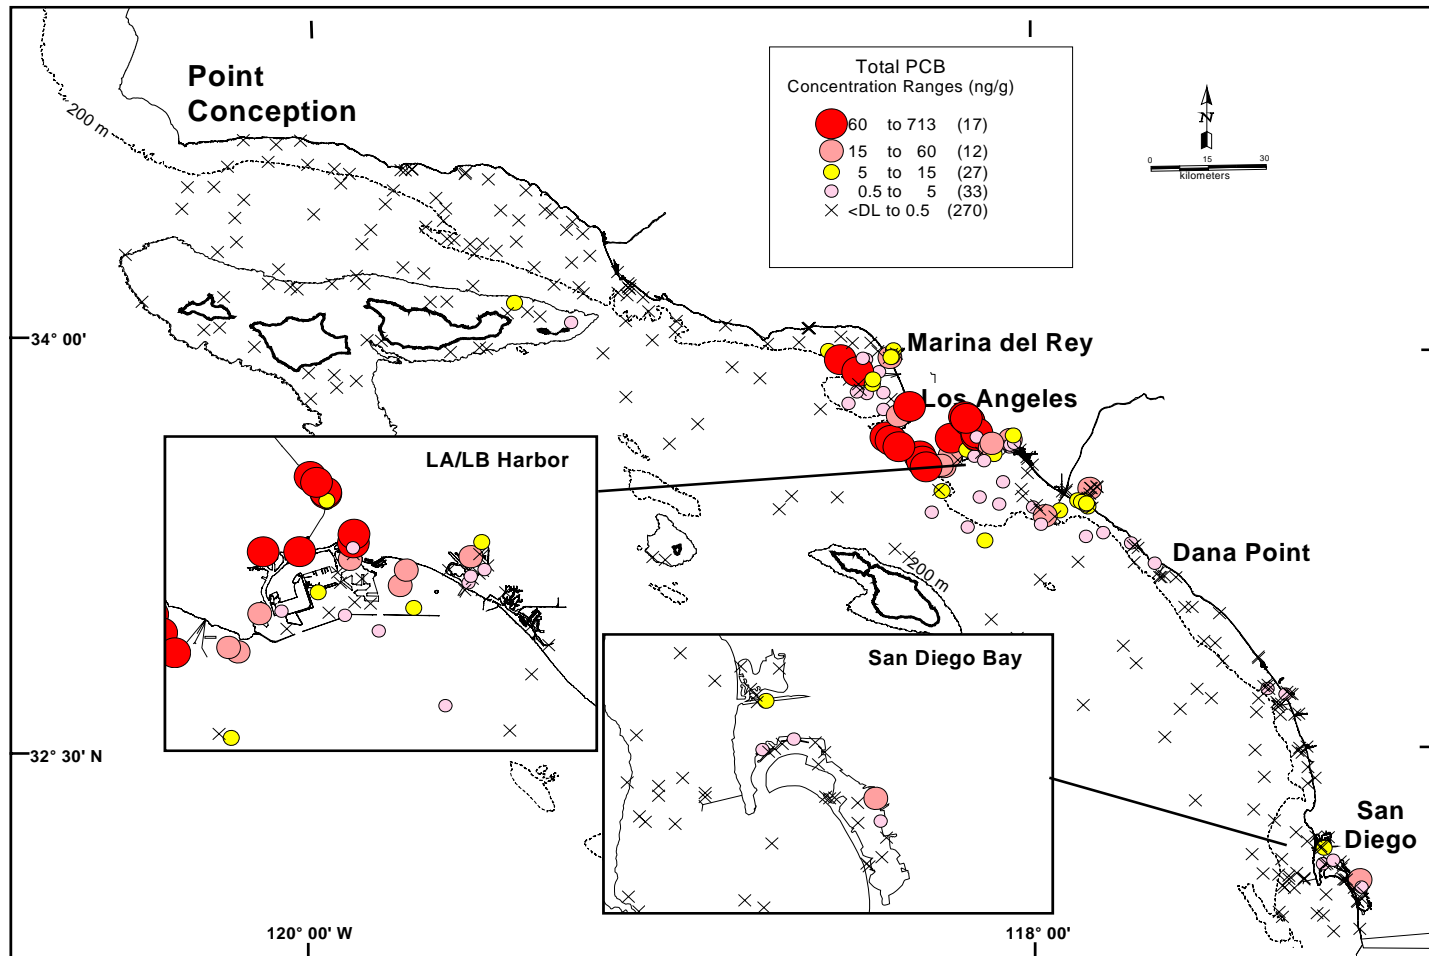 Point
Conception
200 m
Total PCB
Concentration Ranges (ng/g)
60 to 713 (17)
15 to 60 (12)
5 to 15 (27)
0.5 to 5 (33)
<DL to 0.5 (270)
N
0 15 30
kilometers
34° 00'
Marina del Rey
Los Angeles
LA/LB Harbor
Dana Point
200 m
San Diego Bay
32° 30' N
San
Diego
120° 00' W
118° 00'